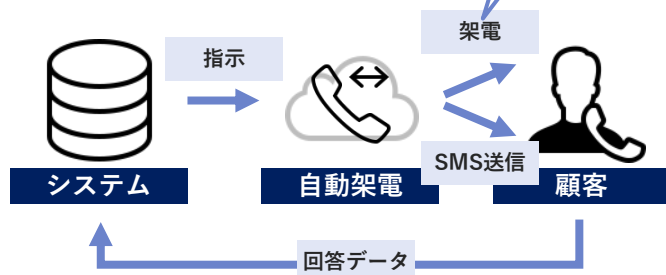 架電
指示
SMS送信
システム
自動架電
顧客
回答データ